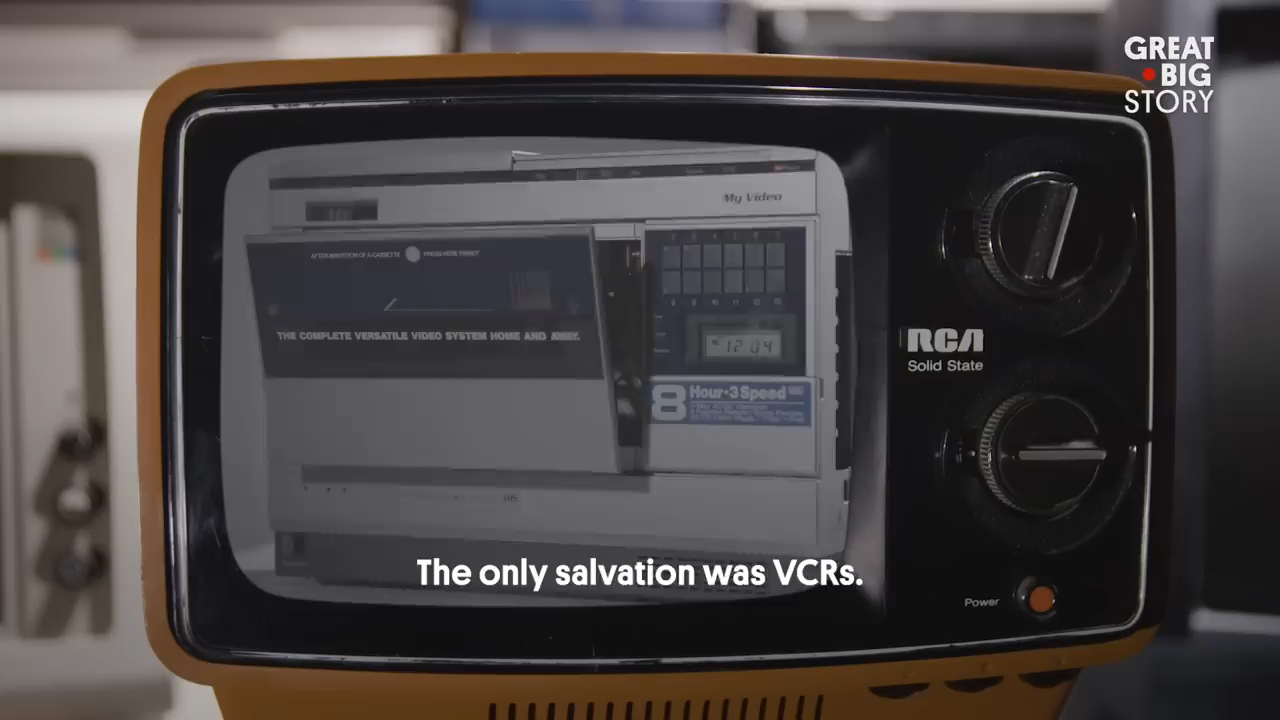 GREAT
BIG
STORY
My Video
AFTER INSERTION OF A CASSETTE PRESS HERE FIRMLY
THE COMPLETE VERSATILE VIDEO SYSTEM HOME AND AWAY.
12 04
8 Hour•3 Speed
RCA
Solid State
Power
The only salvation was VCRs.